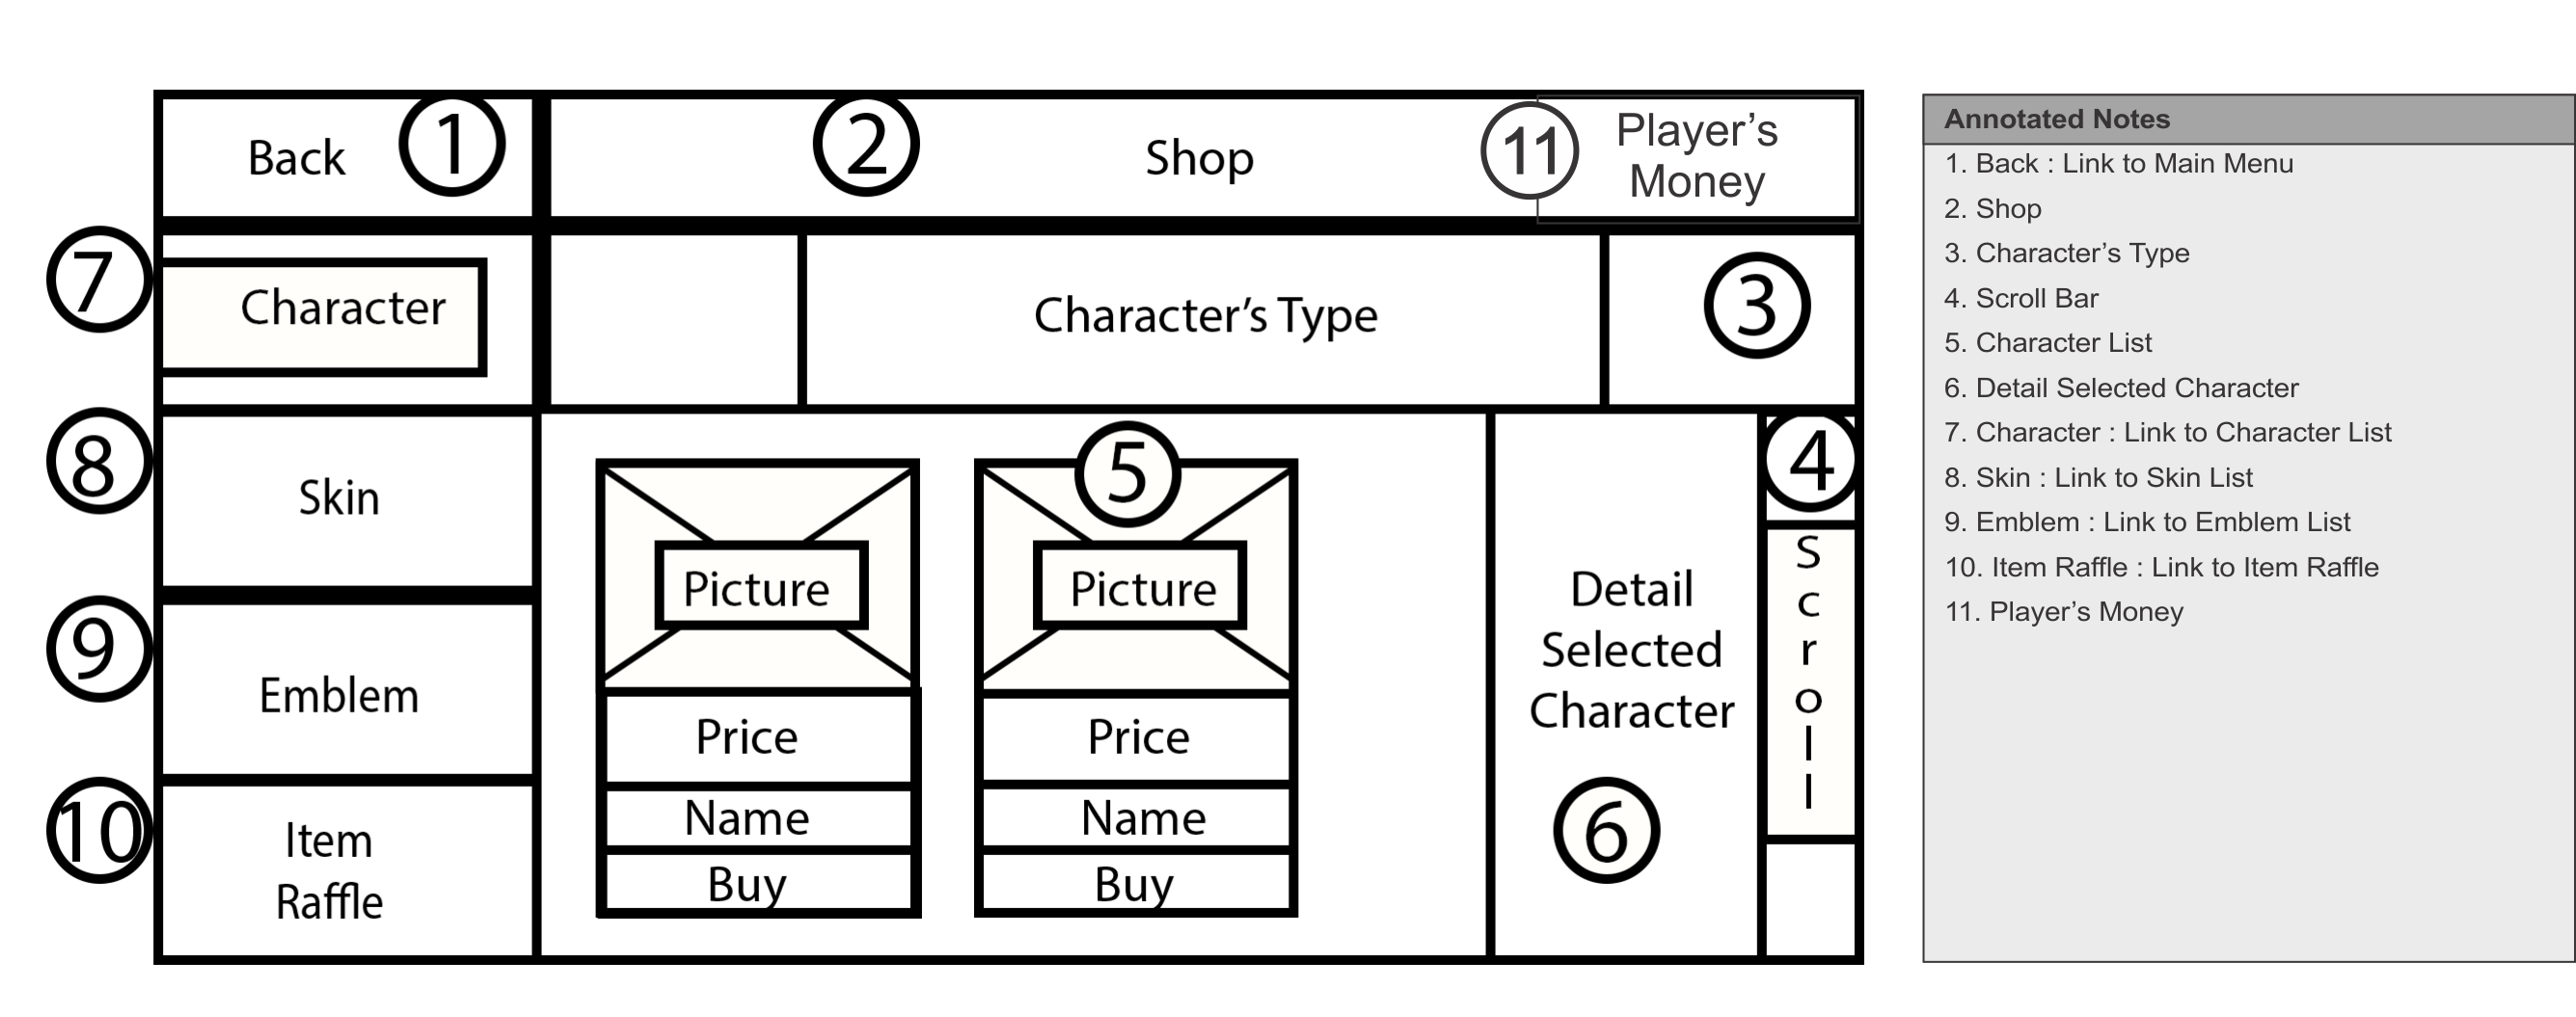 Back
1
2
Shop
11
Player's
Money
7
Character
Character's Type
3
8
Skin
9
Emblem
10
Item
Raffle
Picture
Price
Name
Buy
5
Picture
Price
Name
Buy
Detail
Selected
Character
6
4
S
c
r
o
l
l
Annotated Notes
1. Back : Link to Main Menu
2. Shop
3. Character's Type
4. Scroll Bar
5. Character List
6. Detail Selected Character
7. Character : Link to Character List
8. Skin : Link to Skin List
9. Emblem : Link to Emblem List
10. Item Raffle : Link to Item Raffle
11. Player's Money